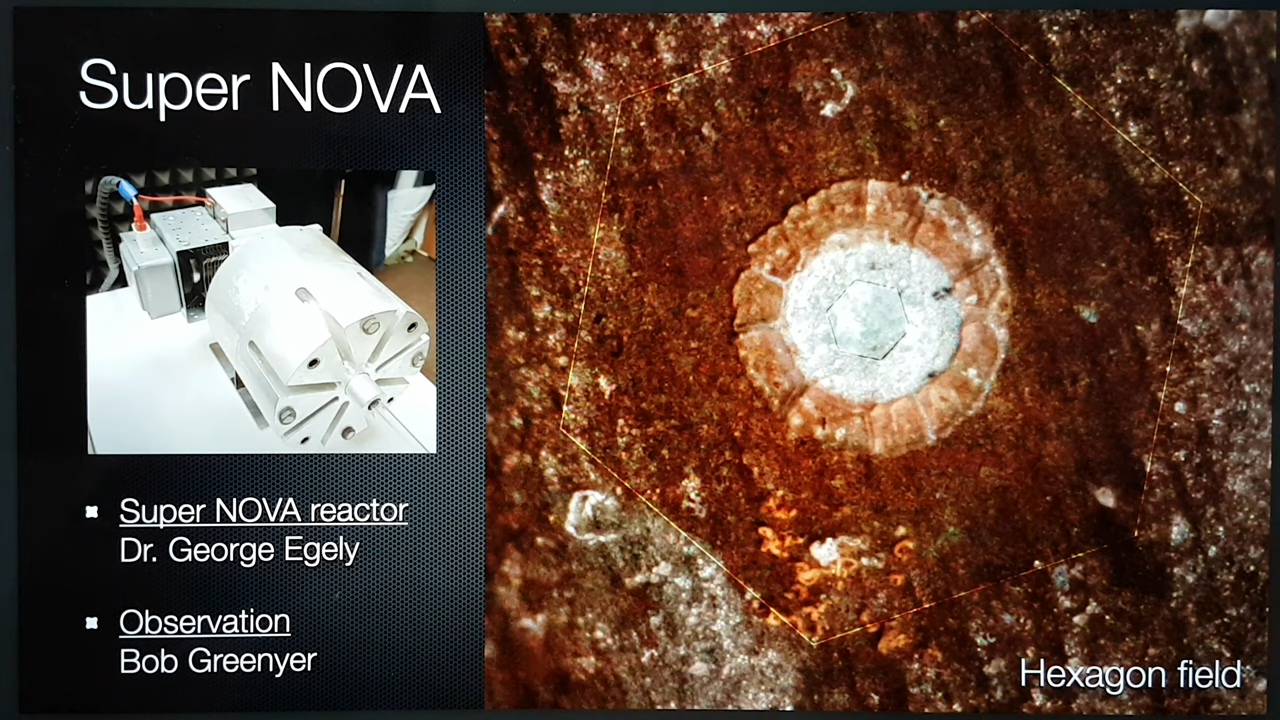 Super NOVA
Super NOVA reactor
Dr. George Egely
Observation
Bob Greenyer
Hexagon field